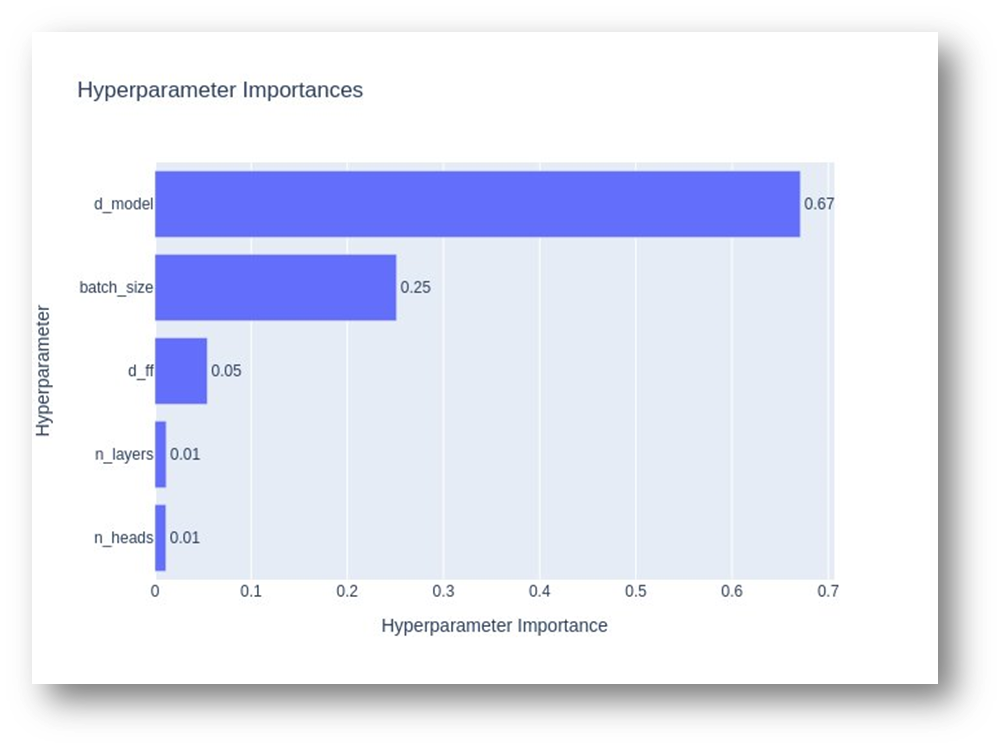 Hyperparameter Importances
d_model
0.67
batch_size
0.25
d_ff
0.05
n_layers
0.01
n_heads
0.01
Hyperparameter
0 0.1 0.2 0.3 0.4 0.5 0.6 0.7
Hyperparameter Importance